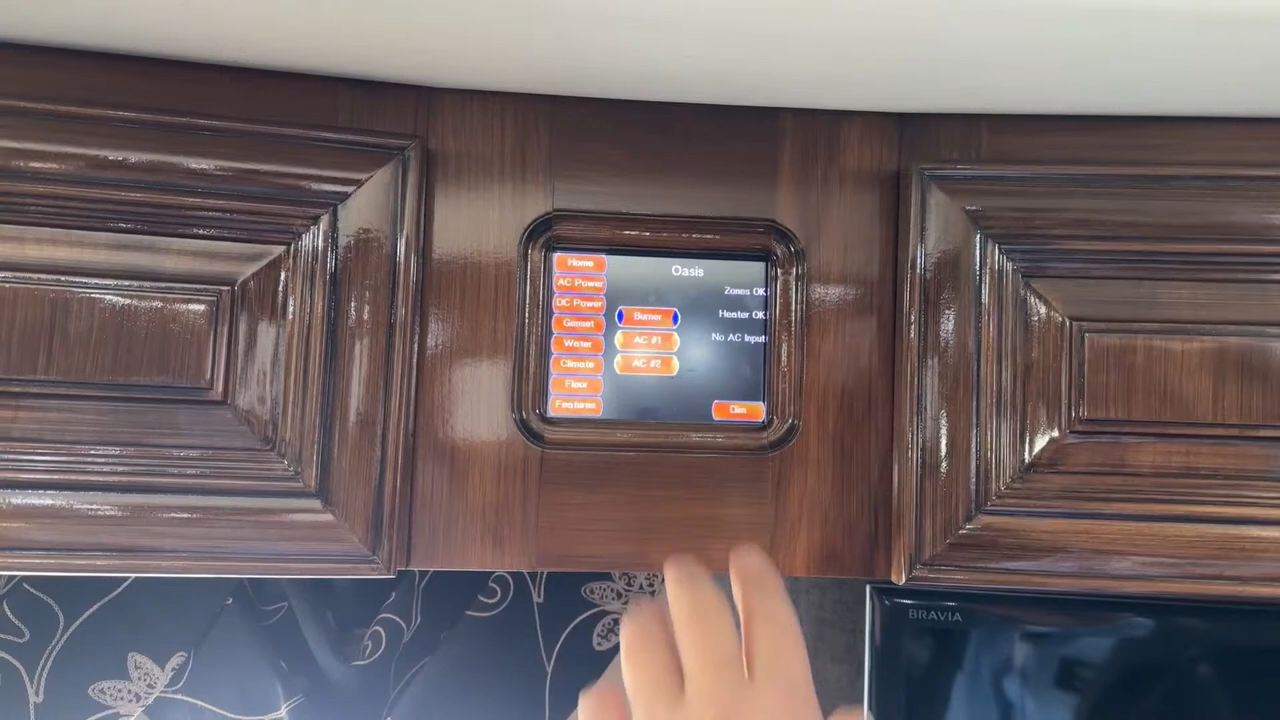 Home
AC Power
DC Power
Genset
Water
Climate
Floor
Features
Oasis
Zones OK!
Heater OK!
No AC Input!
Burner
AC #1
AC #2
Dim
BRAVIA